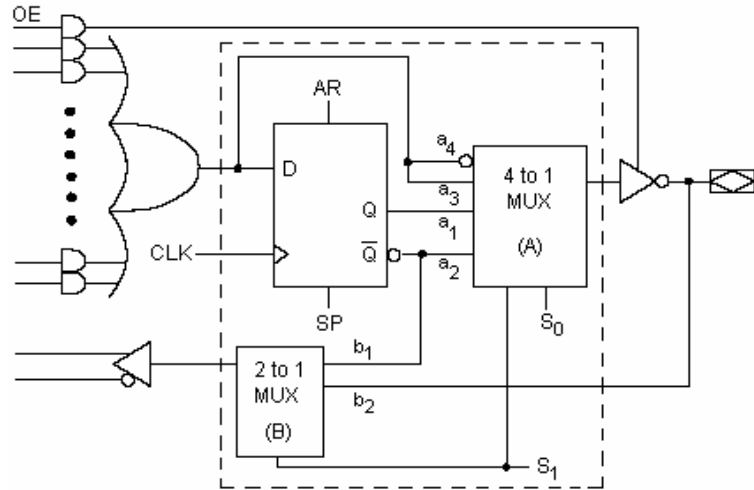 OE
AR
D
Q
Q̅
CLK
SP
a4
a3
a1
a2
4 to 1
MUX
(A)
S0
b1
b2
2 to 1
MUX
(B)
S1